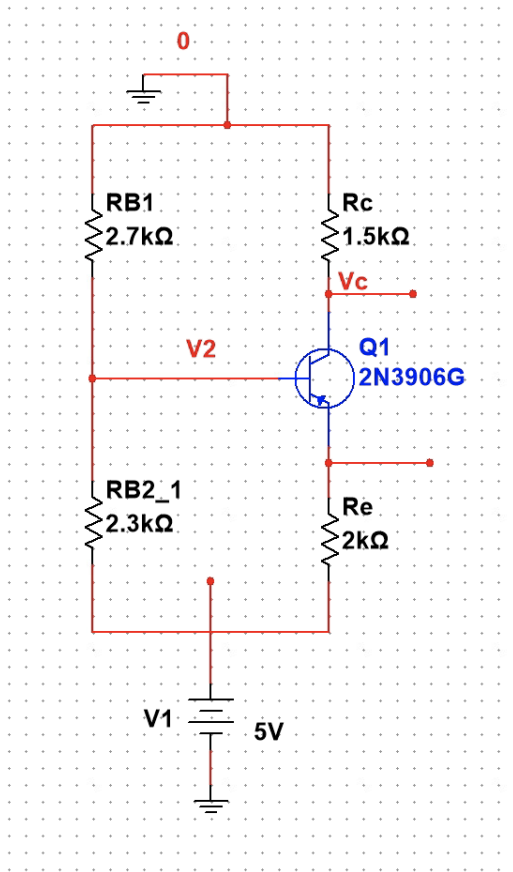 0
RB1
2.7kΩ
Rc
1.5kΩ
Vc
V2
Q1
2N3906G
RB2_1
2.3kΩ
Re
2kΩ
V1
5V